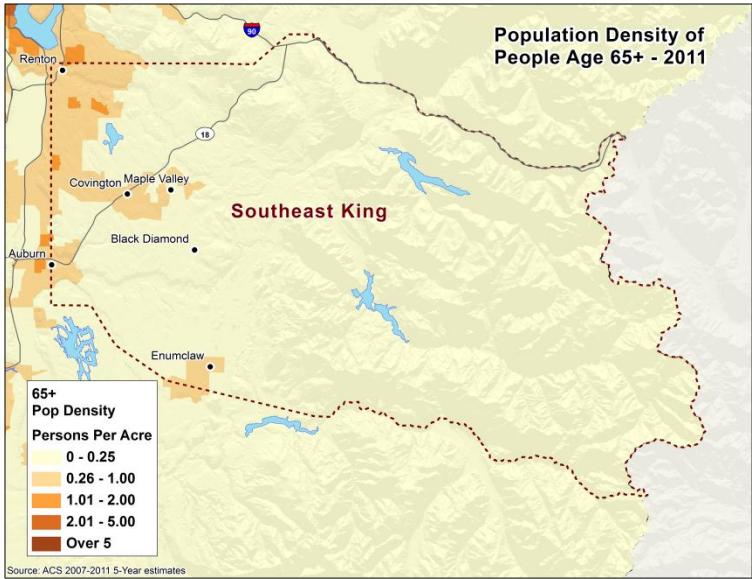 Population Density of
People Age 65+ - 2011
90
Renton
18
Covington
Maple Valley
Southeast King
Black Diamond
Auburn
Enumclaw
65+
Pop Density
Persons Per Acre
0 - 0.25
0.26 - 1.00
1.01 - 2.00
2.01 - 5.00
Over 5
Source: ACS 2007-2011 5-Year estimates